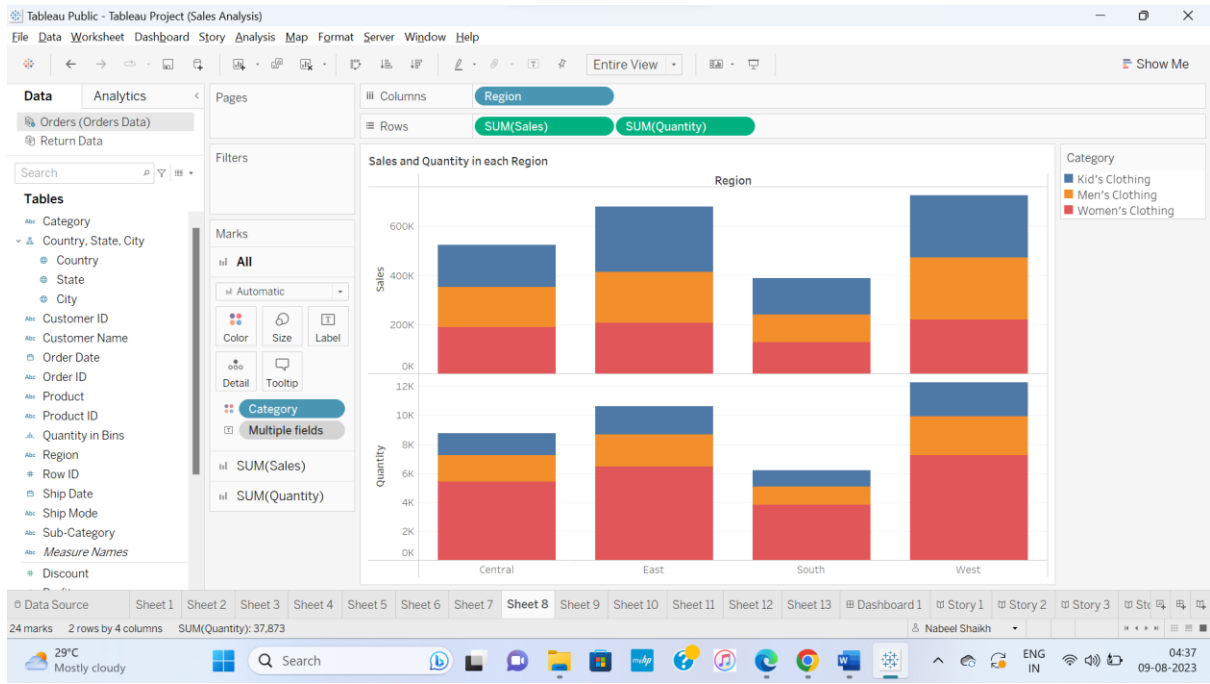 Tableau Public - Tableau Project (Sales Analysis)
File Data Worksheet Dashboard Story Analysis Map Format Server Window Help
Entire View
Show Me
Data Analytics
Orders (Orders Data)
Return Data
Search
Tables
Category
Country, State, City
Country
State
City
Customer ID
Customer Name
Order Date
Order ID
Product
Product ID
Quantity in Bins
Region
Row ID
Ship Date
Ship Mode
Sub-Category
Measure Names
Discount
Pages
Filters
Marks
All
Automatic
Color Size Label
Detail Tooltip
Category
Multiple fields
SUM(Sales)
SUM(Quantity)
Columns Region
Rows SUM(Sales) SUM(Quantity)
Sales and Quantity in each Region
Region
Sales
600K
400K
200K
0K
Quantity
12K
10K
8K
6K
4K
2K
0K
Central East South West
Category
Kid's Clothing
Men's Clothing
Women's Clothing
Data Source Sheet 1 Sheet 2 Sheet 3 Sheet 4 Sheet 5 Sheet 6 Sheet 7 Sheet 8 Sheet 9 Sheet 10 Sheet 11 Sheet 12 Sheet 13 Dashboard 1 Story 1 Story 2 Story 3
24 marks 2 rows by 4 columns SUM(Quantity): 37,873 Nabeel Shaikh
29°C
Mostly cloudy
Search
myhp
ENG
IN
04:37
09-08-2023